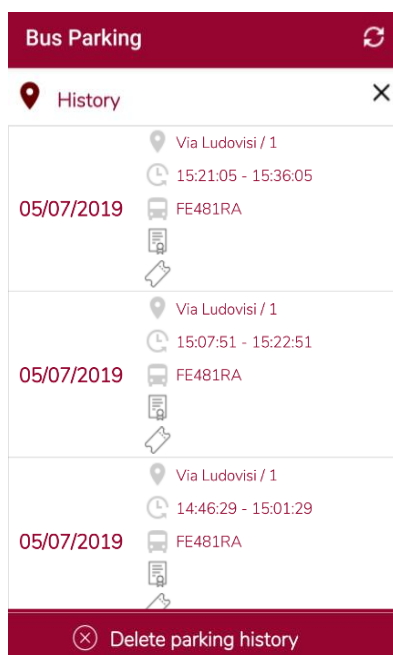 Bus Parking
History
Via Ludovisi / 1
15:21:05 - 15:36:05
05/07/2019
FE481RA
Via Ludovisi / 1
15:07:51 - 15:22:51
05/07/2019
FE481RA
Via Ludovisi / 1
14:46:29 - 15:01:29
05/07/2019
FE481RA
Delete parking history